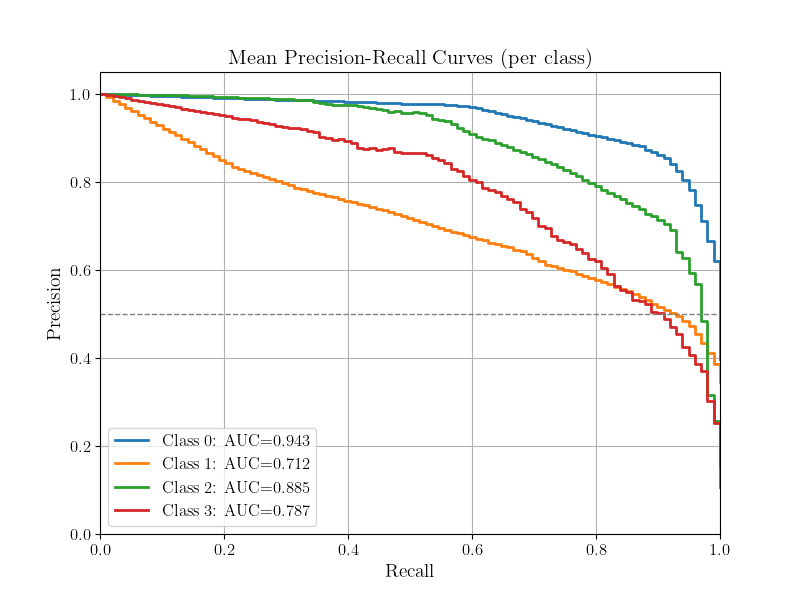 Mean Precision-Recall Curves (per class)
1.0
0.8
0.6
0.4
0.2
0.0
Precision
Class 0: AUC=0.943
Class 1: AUC=0.712
Class 2: AUC=0.885
Class 3: AUC=0.787
0.0 0.2 0.4 0.6 0.8 1.0
Recall